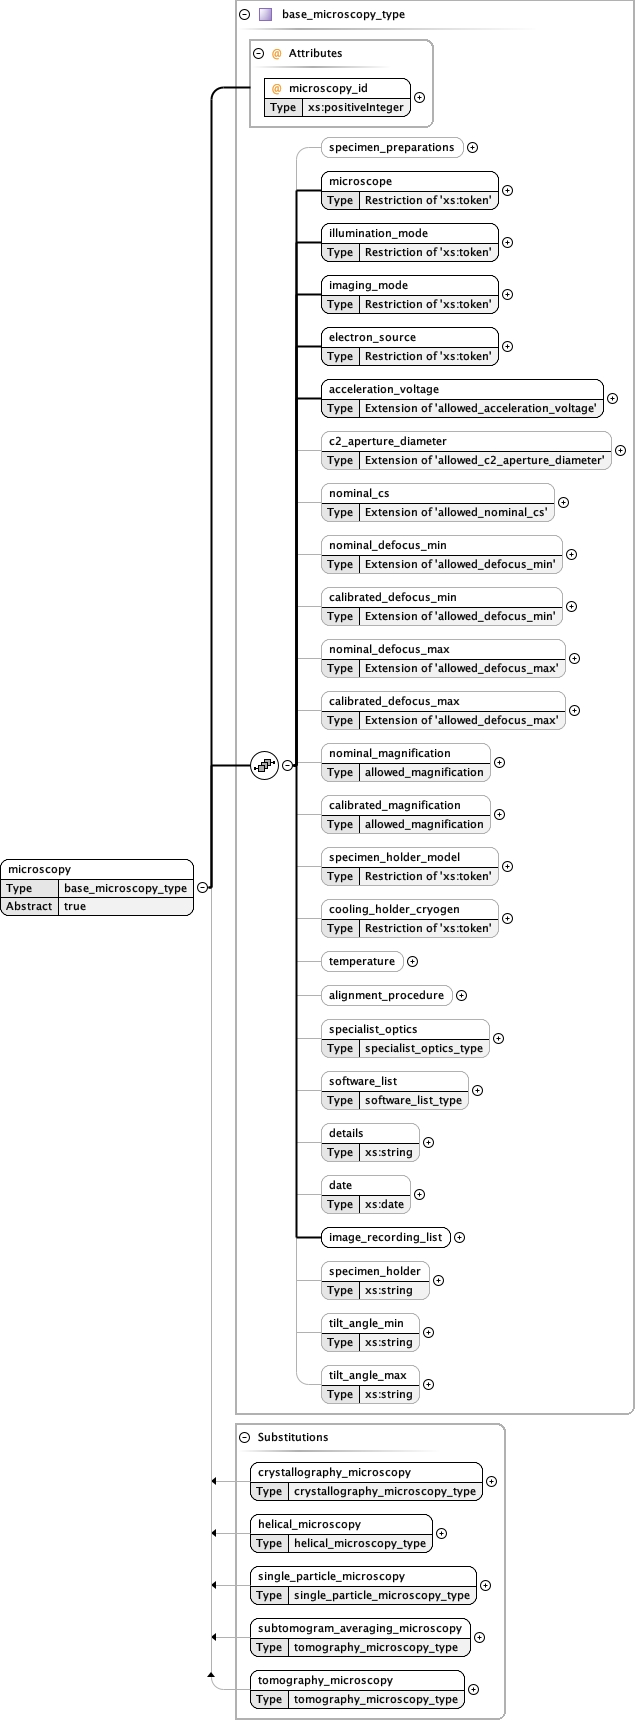 base_microscopy_type
@ Attributes
@ microscopy_id
Type xs:positiveInteger
specimen_preparations
microscope
Type Restriction of 'xs:token'
illumination_mode
Type Restriction of 'xs:token'
imaging_mode
Type Restriction of 'xs:token'
electron_source
Type Restriction of 'xs:token'
acceleration_voltage
Type Extension of 'allowed_acceleration_voltage'
c2_aperture_diameter
Type Extension of 'allowed_c2_aperture_diameter'
nominal_cs
Type Extension of 'allowed_nominal_cs'
nominal_defocus_min
Type Extension of 'allowed_defocus_min'
calibrated_defocus_min
Type Extension of 'allowed_defocus_min'
nominal_defocus_max
Type Extension of 'allowed_defocus_max'
calibrated_defocus_max
Type Extension of 'allowed_defocus_max'
nominal_magnification
Type allowed_magnification
calibrated_magnification
Type allowed_magnification
specimen_holder_model
Type Restriction of 'xs:token'
cooling_holder_cryogen
Type Restriction of 'xs:token'
temperature
alignment_procedure
specialist_optics
Type specialist_optics_type
software_list
Type software_list_type
details
Type xs:string
date
Type xs:date
image_recording_list
specimen_holder
Type xs:string
tilt_angle_min
Type xs:string
tilt_angle_max
Type xs:string
microscopy
Type base_microscopy_type
Abstract true
Substitutions
crystallography_microscopy
Type crystallography_microscopy_type
helical_microscopy
Type helical_microscopy_type
single_particle_microscopy
Type single_particle_microscopy_type
subtomogram_averaging_microscopy
Type tomography_microscopy_type
tomography_microscopy
Type tomography_microscopy_type